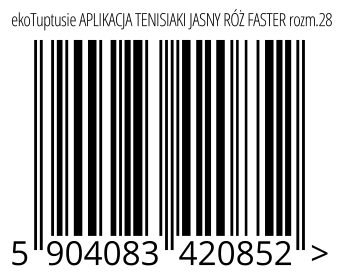 ekoTuptusie APLIKACJA TENISIAKI JASNY RÓŻ FASTER rozm.28
5 904083 420852 >